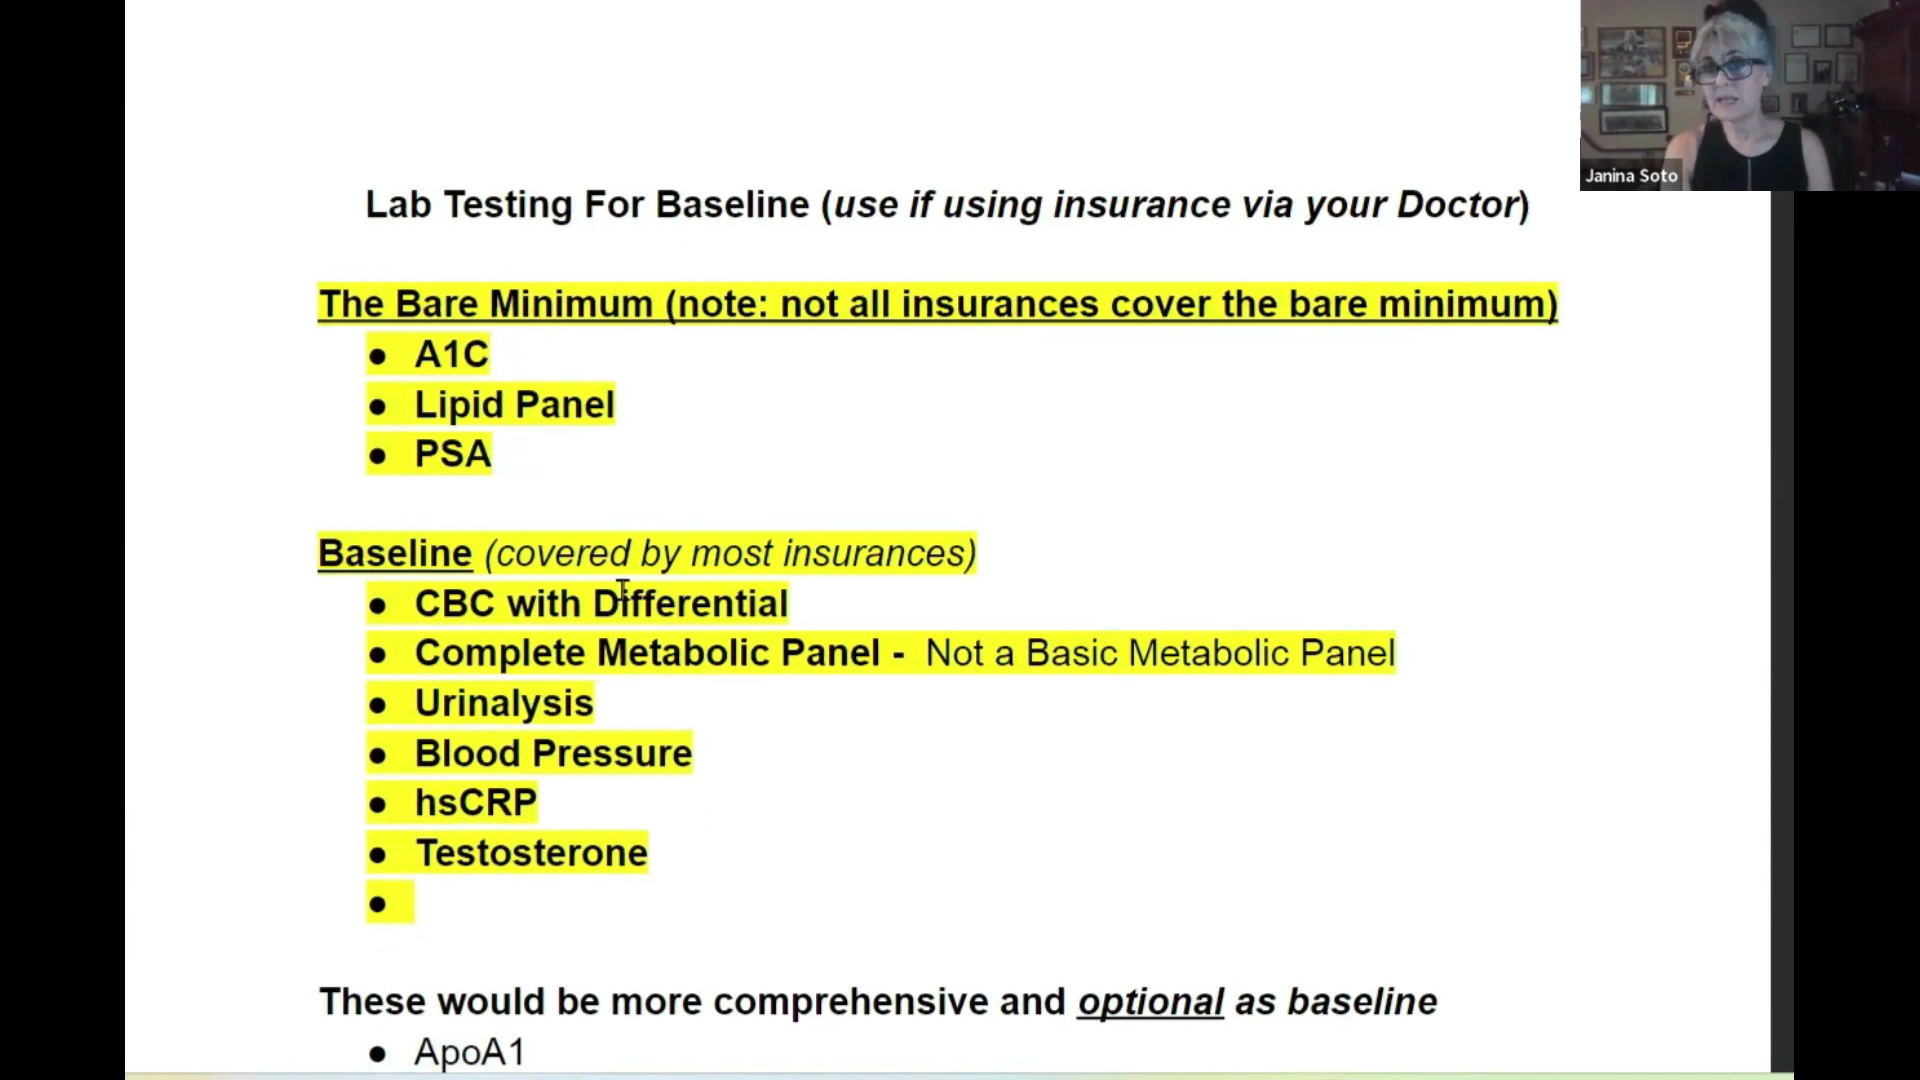 Janina Soto
Lab Testing For Baseline (use if using insurance via your Doctor)
The Bare Minimum (note: not all insurances cover the bare minimum)
● A1C
● Lipid Panel
● PSA
Baseline (covered by most insurances)
● CBC with Differential
● Complete Metabolic Panel - Not a Basic Metabolic Panel
● Urinalysis
● Blood Pressure
● hsCRP
● Testosterone
●
These would be more comprehensive and optional as baseline
● ApoA1